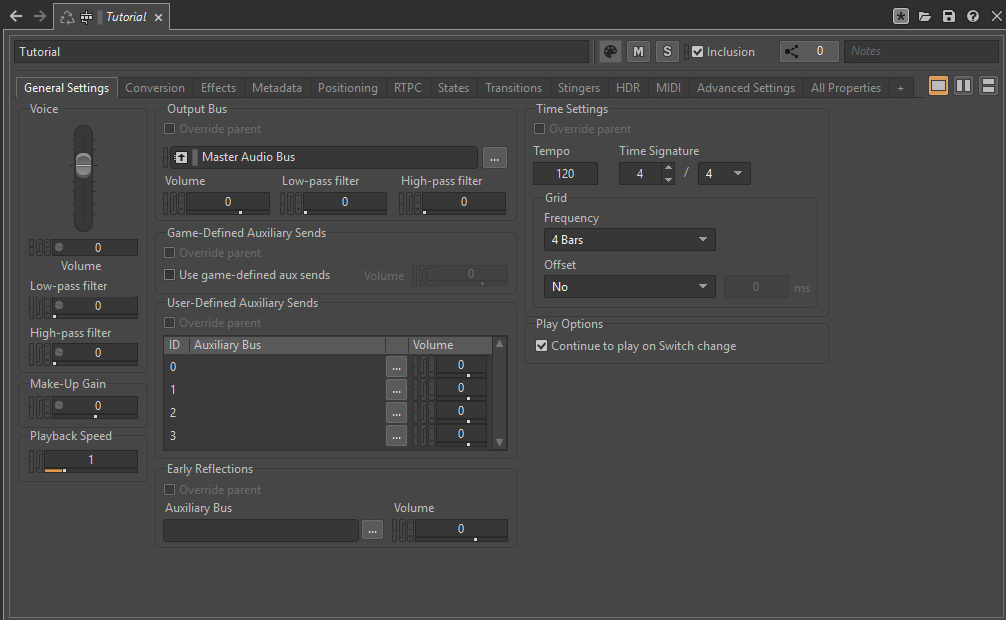 Tutorial
Tutorial M S Inclusion 0 Notes
General Settings Conversion Effects Metadata Positioning RTPC States Transitions Stingers HDR MIDI Advanced Settings All Properties +
Voice
0
Volume
Low-pass filter
0
High-pass filter
0
Make-Up Gain
0
Playback Speed
1
Output Bus
Override parent
Master Audio Bus ...
Volume Low-pass filter High-pass filter
0 0 0
Game-Defined Auxiliary Sends
Override parent
Use game-defined aux sends Volume 0
User-Defined Auxiliary Sends
Override parent
ID Auxiliary Bus Volume
0 ... 0
1 ... 0
2 ... 0
3 ... 0
Early Reflections
Override parent
Auxiliary Bus Volume
... 0
Time Settings
Override parent
Tempo Time Signature
120 4 / 4
Grid
Frequency
4 Bars
Offset
No 0 ms
Play Options
Continue to play on Switch change